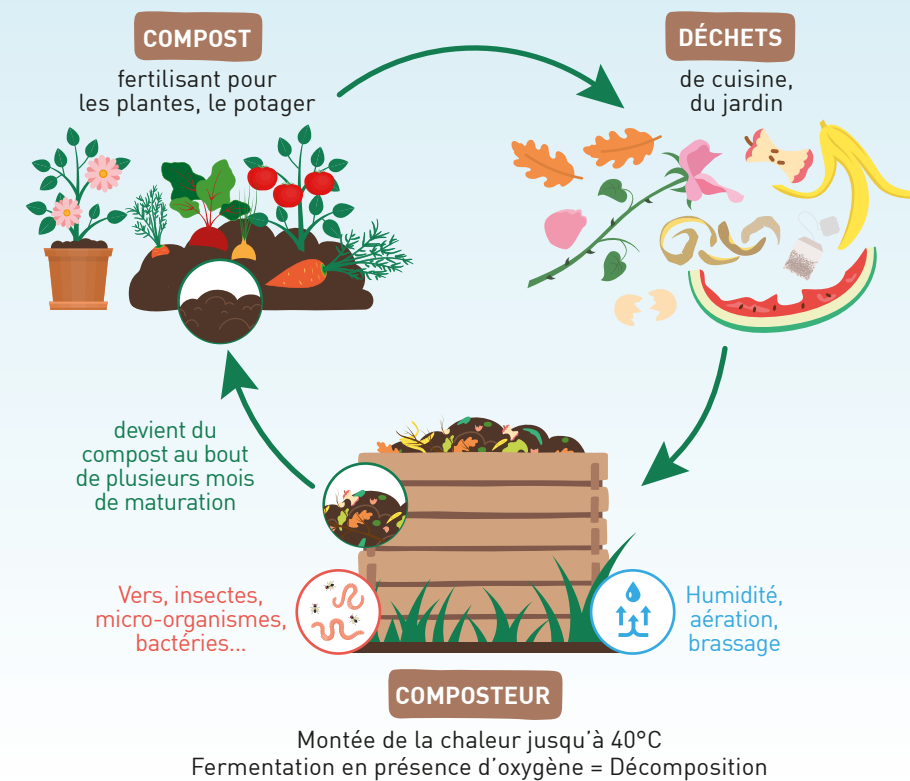 COMPOST
fertilisant pour
les plantes, le potager
DÉCHETS
de cuisine,
du jardin
devient du
compost au bout
de plusieurs mois
de maturation
Vers, insectes,
micro-organismes,
bactéries...
Humidité,
aération,
brassage
COMPOSTEUR
Montée de la chaleur jusqu'à 40°C
Fermentation en présence d'oxygène = Décomposition